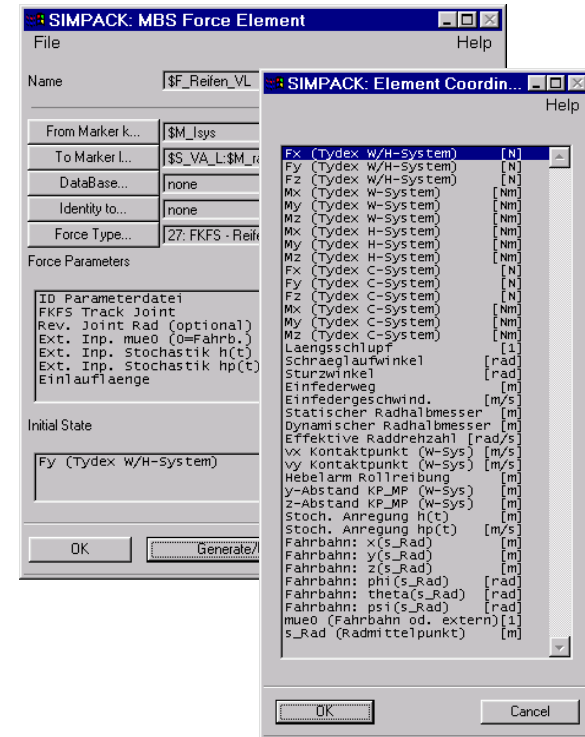 SIMPACK: MBS Force Element
File Help
Name $F_Reifen_VL
From Marker k... $M_Isys
To Marker l... $S_VA_L:$M_ra
DataBase... none
Identity to... none
Force Type... 27: FKFS - Reife
Force Parameters
ID Parameterdatei
FKFS Track Joint
Rev. Joint Rad (optional)
Ext. Inp. mue0 (0=Fahrb.)
Ext. Inp. Stochastik h(t)
Ext. Inp. Stochastik hp(t)
Einlauflaenge
Initial State
Fy (Tydex W/H-System)
OK Generate/
SIMPACK: Element Coordin...
Help
Fx (Tydex W/H-System) [N]
Fy (Tydex W/H-System) [N]
Fz (Tydex W/H-System) [N]
Mx (Tydex W-System) [Nm]
My (Tydex W-System) [Nm]
Mz (Tydex W-System) [Nm]
Mx (Tydex H-System) [Nm]
My (Tydex H-System) [Nm]
Mz (Tydex H-System) [Nm]
Fx (Tydex C-System) [N]
Fy (Tydex C-System) [N]
Fz (Tydex C-System) [N]
Mx (Tydex C-System) [Nm]
My (Tydex C-System) [Nm]
Mz (Tydex C-System) [Nm]
Laengsschlupf [1]
Schraeglaufwinkel [rad]
Sturzwinkel [rad]
Einfederweg [m]
Einfedergeschwind. [m/s]
Statischer Radhalbmesser [m]
Dynamischer Radhalbmesser [m]
Effektive Raddrehzahl [rad/s]
vx Kontaktpunkt (W-Sys) [m/s]
vy Kontaktpunkt (W-Sys) [m/s]
Hebelarm Rollreibung [m]
y-Abstand KP_MP (W-Sys) [m]
z-Abstand KP_MP (W-Sys) [m]
Stoch. Anregung h(t) [m]
Stoch. Anregung hp(t) [m/s]
Fahrbahn: x(s_Rad) [m]
Fahrbahn: y(s_Rad) [m]
Fahrbahn: z(s_Rad) [m]
Fahrbahn: phi(s_Rad) [rad]
Fahrbahn: theta(s_Rad) [rad]
Fahrbahn: psi(s_Rad) [rad]
mue0 (Fahrbahn od. extern)[1]
s_Rad (Radmittelpunkt) [m]
OK Cancel